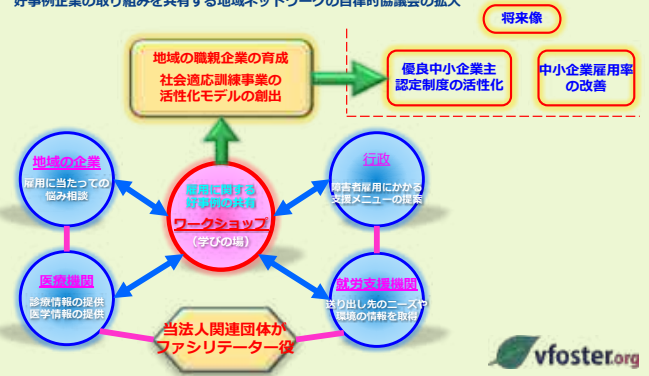 好事例企業の取り組みを共有する地域ネットワークの自律的協議会の拡大
将来像
地域の職親企業の育成
社会適応訓練事業の
活性化モデルの創出
優良中小企業主
認定制度の活性化
中小企業雇用率
の改善
地域の企業
雇用に当たっての
悩み相談
行政
障害者雇用にかかる
支援メニューの提案
雇用に関する
好事例の共有
ワークショップ
（学びの場）
医療機関
診療情報の提供
医学情報の提供
就労支援機関
送り出し先のニーズや
環境の情報を取得
当法人関連団体が
ファシリテーター役
vfoster.org